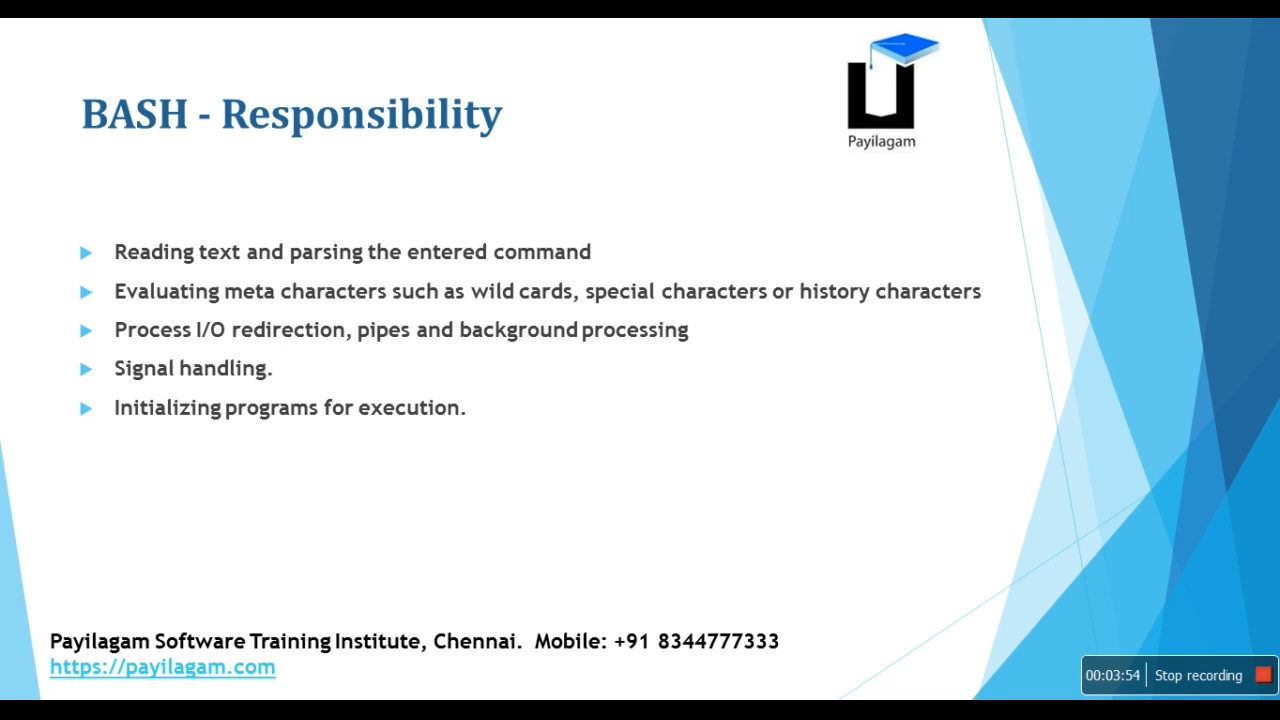 Payilagam
BASH - Responsibility
Reading text and parsing the entered command
Evaluating meta characters such as wild cards, special characters or history characters
Process I/O redirection, pipes and background processing
Signal handling.
Initializing programs for execution.
Payilagam Software Training Institute, Chennai. Mobile: +91 8344777333
https://payilagam.com
00:03:54 Stop recording